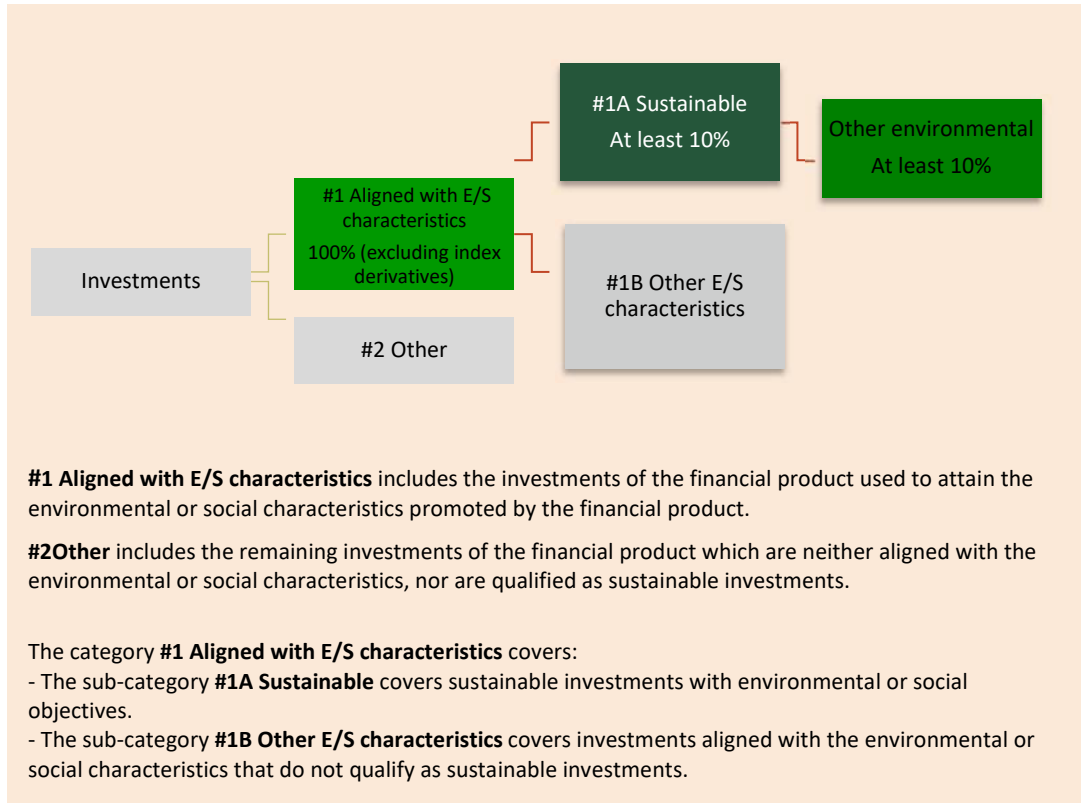 #1A Sustainable
At least 10%
Other environmental
At least 10%
#1 Aligned with E/S
characteristics
100% (excluding index
derivatives)
Investments
#1B Other E/S
characteristics
#2 Other
#1 Aligned with E/S characteristics includes the investments of the financial product used to attain the
environmental or social characteristics promoted by the financial product.
#2Other includes the remaining investments of the financial product which are neither aligned with the
environmental or social characteristics, nor are qualified as sustainable investments.
The category #1 Aligned with E/S characteristics covers:
- The sub-category #1A Sustainable covers sustainable investments with environmental or social
objectives.
- The sub-category #1B Other E/S characteristics covers investments aligned with the environmental or
social characteristics that do not qualify as sustainable investments.